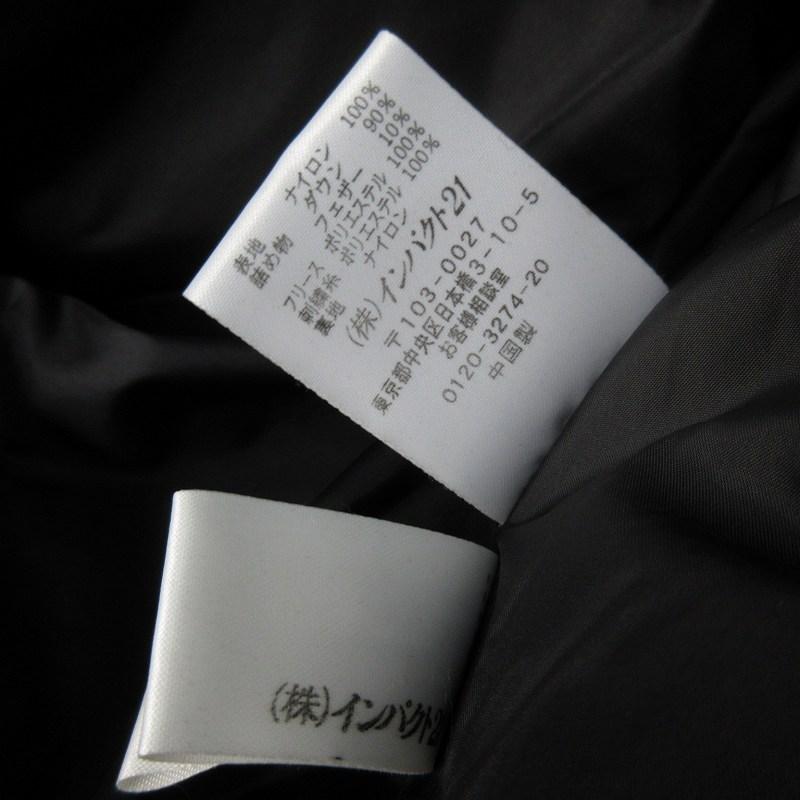 表地 ナイロン 100%
詰め物 ダウン 90%
フェザー 10%
フリース ポリエステル 100%
刺繍糸 ポリエステル 100%
裏地 ナイロン
(株)インパクト21
〒103-0027
東京都中央区日本橋3-10-5
お客様相談室
0120-3274-20
中国製
(株)インパクト2